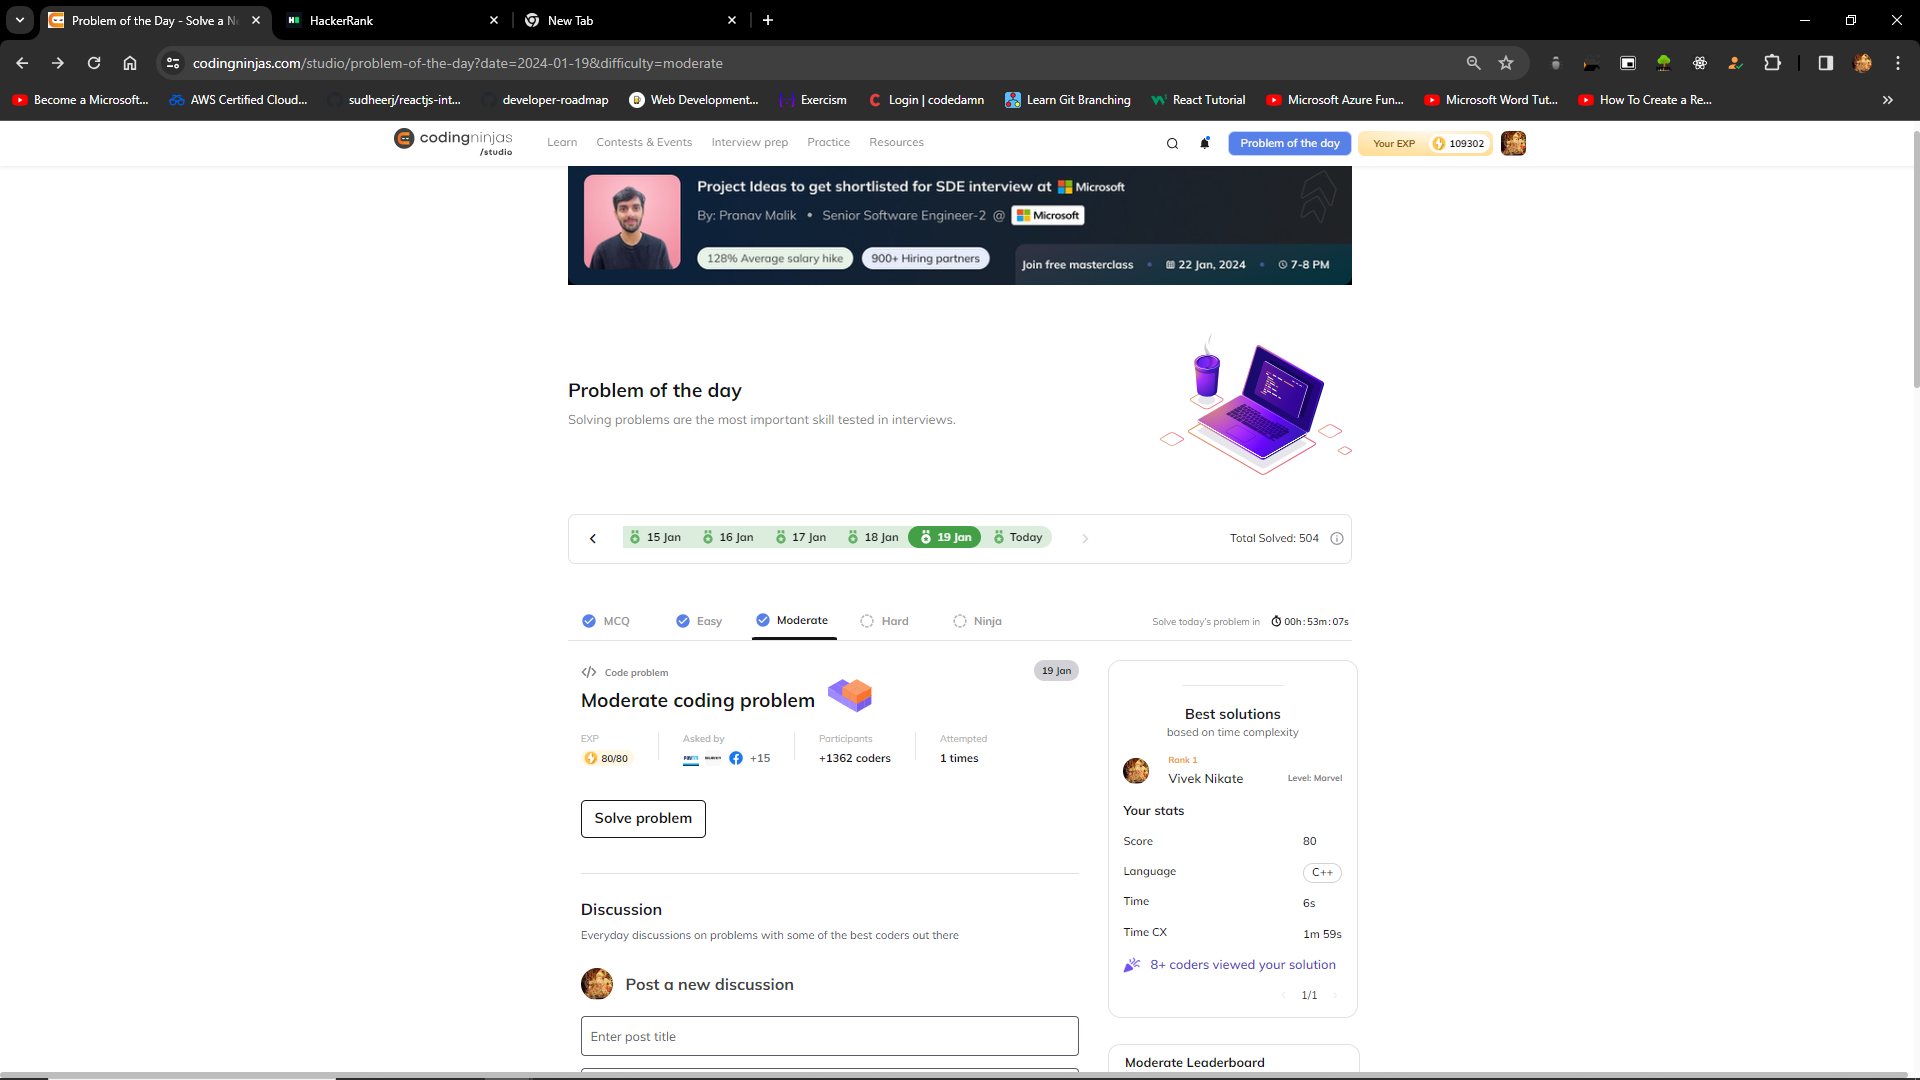 Problem of the Day - Solve a N
HackerRank
New Tab
codingninjas.com/studio/problem-of-the-day?date=2024-01-19&difficulty=moderate
Become a Microsoft...
AWS Certified Cloud...
sudheerj/reactjs-int...
developer-roadmap
Web Development...
Exercism
Login | codedamn
Learn Git Branching
React Tutorial
Microsoft Azure Fun...
Microsoft Word Tut...
How To Create a Re...
codingninjas
/studio
Learn
Contests & Events
Interview prep
Practice
Resources
Problem of the day
Your EXP
109302
Project Ideas to get shortlisted for SDE interview at Microsoft
By: Pranav Malik • Senior Software Engineer-2 @ Microsoft
128% Average salary hike
900+ Hiring partners
Join free masterclass • 22 Jan, 2024 • 7-8 PM
Problem of the day
Solving problems are the most important skill tested in interviews.
15 Jan
16 Jan
17 Jan
18 Jan
19 Jan
Today
Total Solved: 504
MCQ
Easy
Moderate
Hard
Ninja
Solve today's problem in 00h : 53m : 07s
</> Code problem
19 Jan
Moderate coding problem
EXP
Asked by
Participants
Attempted
80/80
+15
+1362 coders
1 times
Solve problem
Discussion
Everyday discussions on problems with some of the best coders out there
Post a new discussion
Enter post title
Best solutions
based on time complexity
Rank 1
Vivek Nikate
Level: Marvel
Your stats
Score
80
Language
C++
Time
6s
Time CX
1m 59s
8+ coders viewed your solution
1/1
Moderate Leaderboard